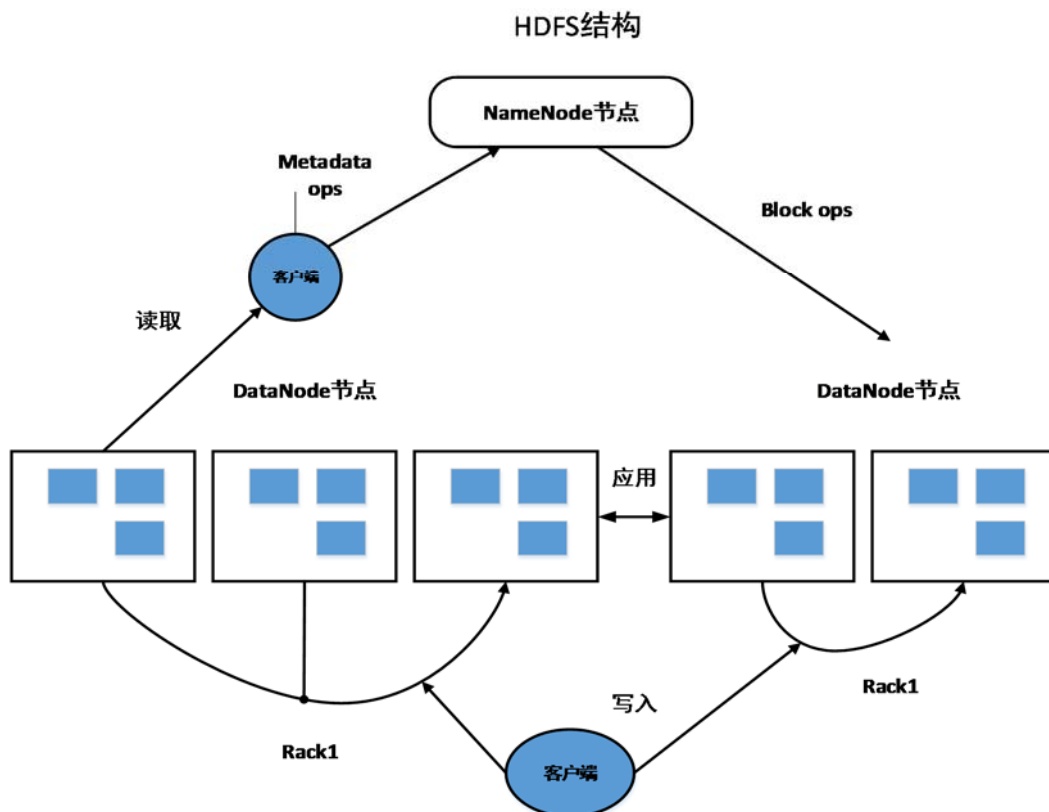 HDFS结构
NameNode节点
Metadata
ops
Block ops
客户端
读取
DataNode节点
DataNode节点
应用
Rack1
写入
Rack1
客户端